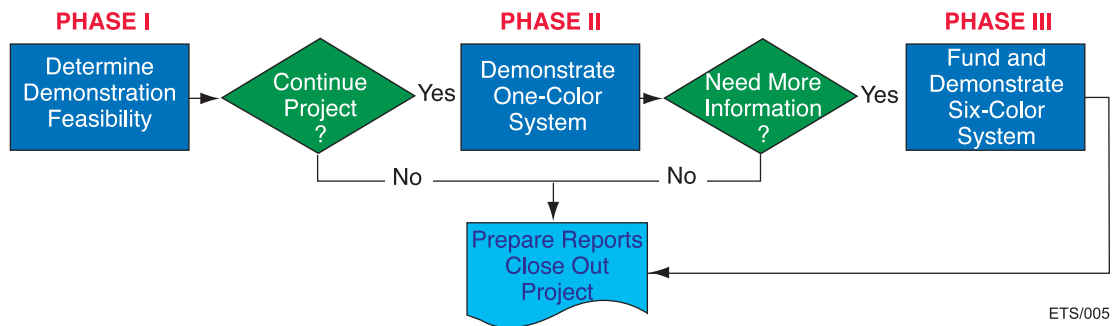 PHASE I
Determine
Demonstration
Feasibility
Continue
Project
?
Yes
No
PHASE II
Demonstrate
One-Color
System
Need More
Information
?
Yes
No
PHASE III
Fund and
Demonstrate
Six-Color
System
Prepare Reports
Close Out
Project
ETS/005